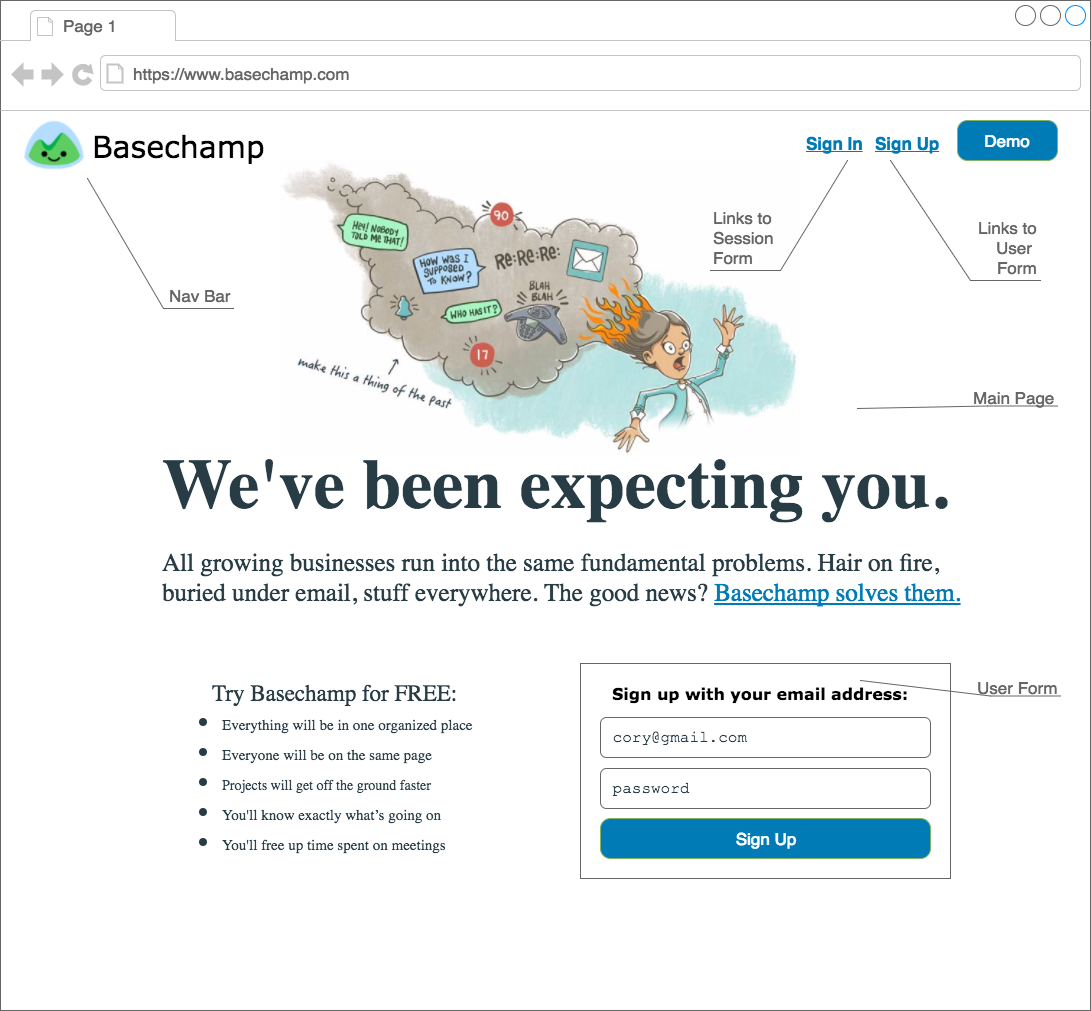 Page 1
https://www.basechamp.com
Basechamp
Sign In
Sign Up
Demo
Links to
Session
Form
Links to
User
Form
Nav Bar
HEY! NOBODY
TOLD ME THAT!
90
HOW WAS I
SUPPOSED
TO KNOW?
Re:Re:Re:
BLAH
BLAH
WHO HAS IT?
17
make this a thing of the past
Main Page
We've been expecting you.
All growing businesses run into the same fundamental problems. Hair on fire,
buried under email, stuff everywhere. The good news? Basechamp solves them.
Try Basechamp for FREE:
Everything will be in one organized place
Everyone will be on the same page
Projects will get off the ground faster
You'll know exactly what’s going on
You'll free up time spent on meetings
Sign up with your email address:
cory@gmail.com
password
Sign Up
User Form